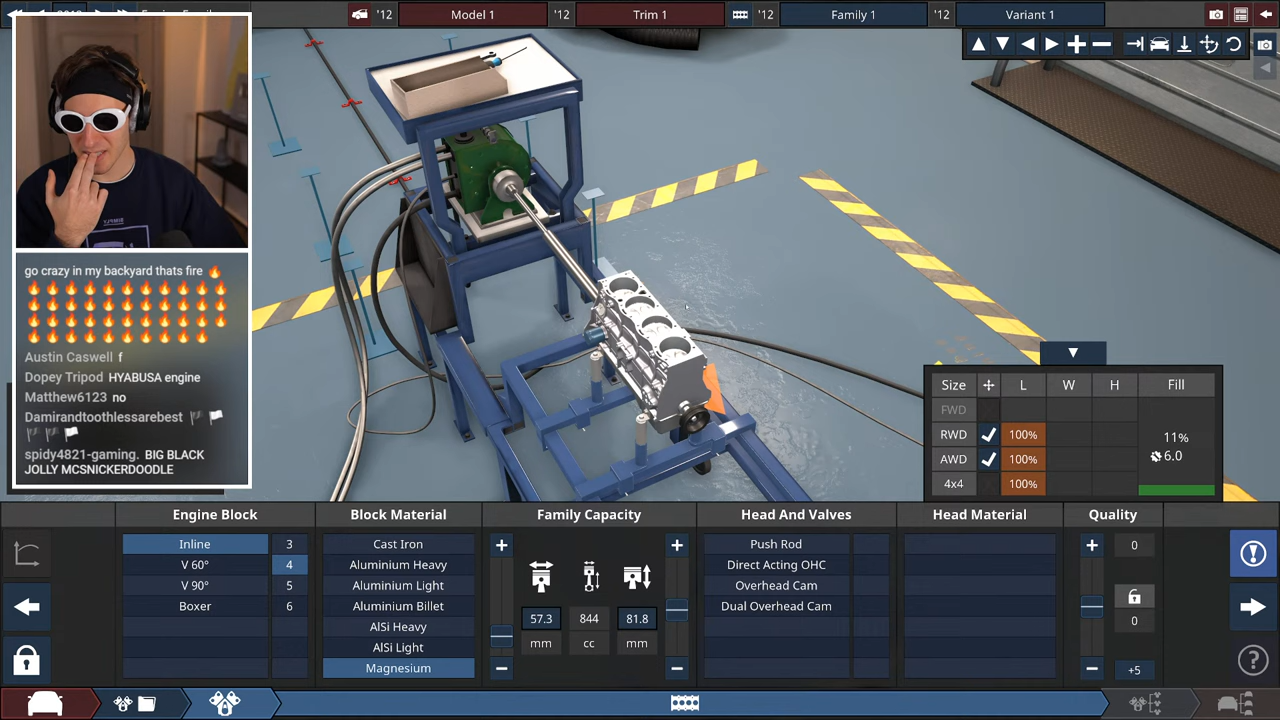 '12 Model 1 '12 Trim 1 '12 Family 1 '12 Variant 1
go crazy in my backyard thats fire 🔥
🔥🔥🔥🔥🔥🔥🔥🔥🔥🔥
🔥🔥🔥🔥🔥🔥🔥🔥🔥🔥
🔥🔥🔥🔥🔥🔥🔥🔥🔥🔥
🔥🔥🔥🔥🔥🔥🔥🔥🔥🔥
Austin Caswell f
Dopey Tripod HYABUSA engine
Matthew6123 no
Damirandtoothlessarebest 🏴 🏳
🏴 🏴 🏳
spidy4821-gaming. BIG BLACK
JOLLY MCSNICKERDOODLE
Size L W H Fill
FWD
RWD 100%
11%
AWD 100% 6.0
4x4 100%
Engine Block Block Material Family Capacity Head And Valves Head Material Quality
Inline 3 Cast Iron Push Rod 0
V 60° 4 Aluminium Heavy Direct Acting OHC
V 90° 5 Aluminium Light Overhead Cam
Boxer 6 Aluminium Billet Dual Overhead Cam
AlSi Heavy 57.3 844 81.8 0
AlSi Light mm cc mm
Magnesium +5